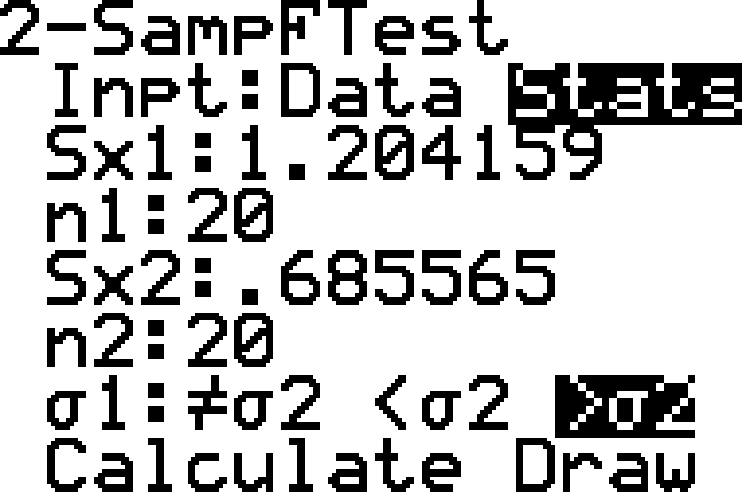 2-SampFTest
Inpt:Data Stats
Sx1:1.204159
n1:20
Sx2:.685565
n2:20
σ1:≠σ2 <σ2 >σ2
Calculate Draw